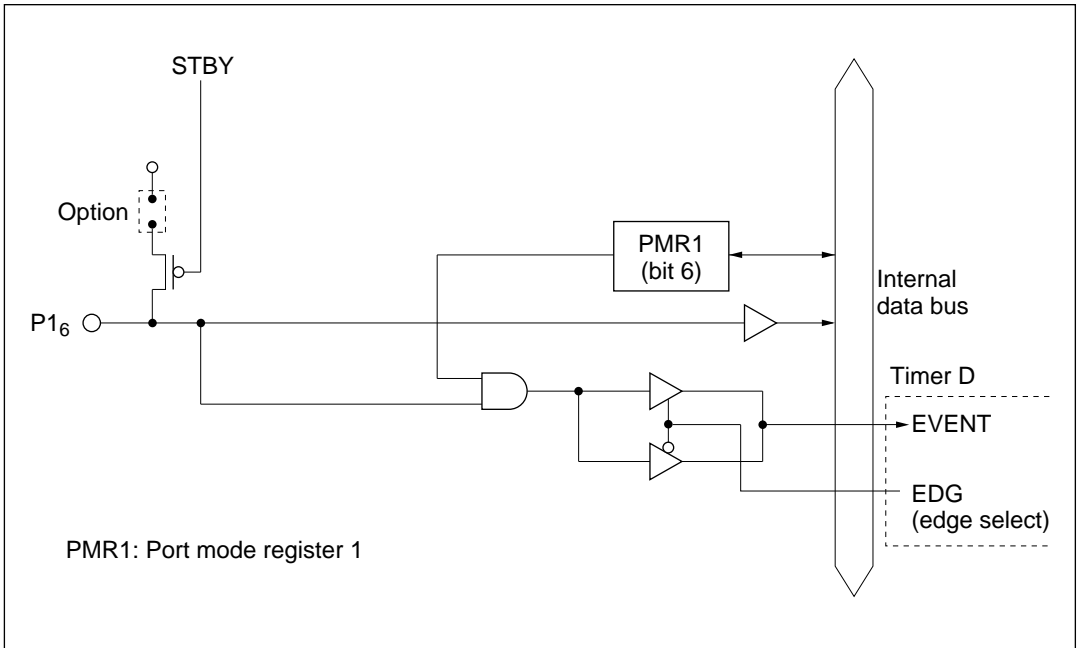 STBY
Option
PMR1
(bit 6)
Internal
data bus
P1₆
Timer D
EVENT
EDG
(edge select)
PMR1: Port mode register 1